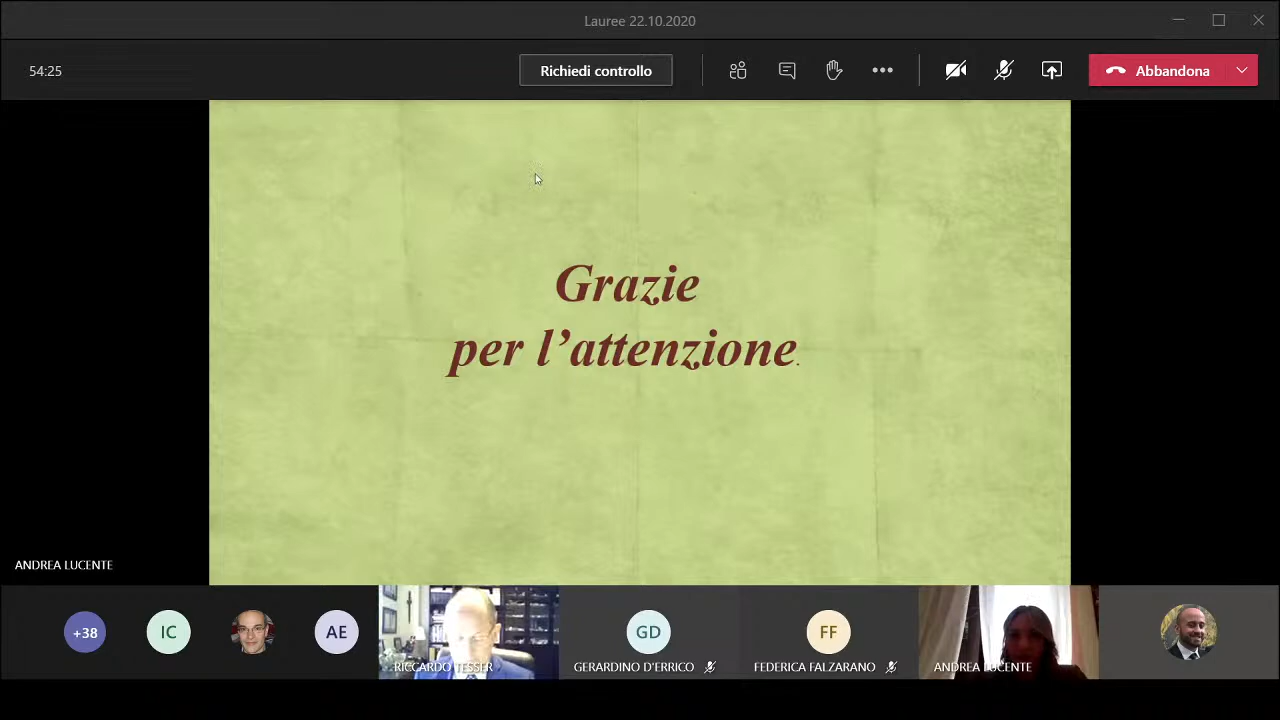 Lauree 22.10.2020
54:25
Richiedi controllo
Abbandona
Grazie
per l’attenzione.
ANDREA LUCENTE
+38
IC
AE
RICCARDO TESSER
GD
GERARDINO D'ERRICO
FF
FEDERICA FALZARANO
ANDREA LUCENTE